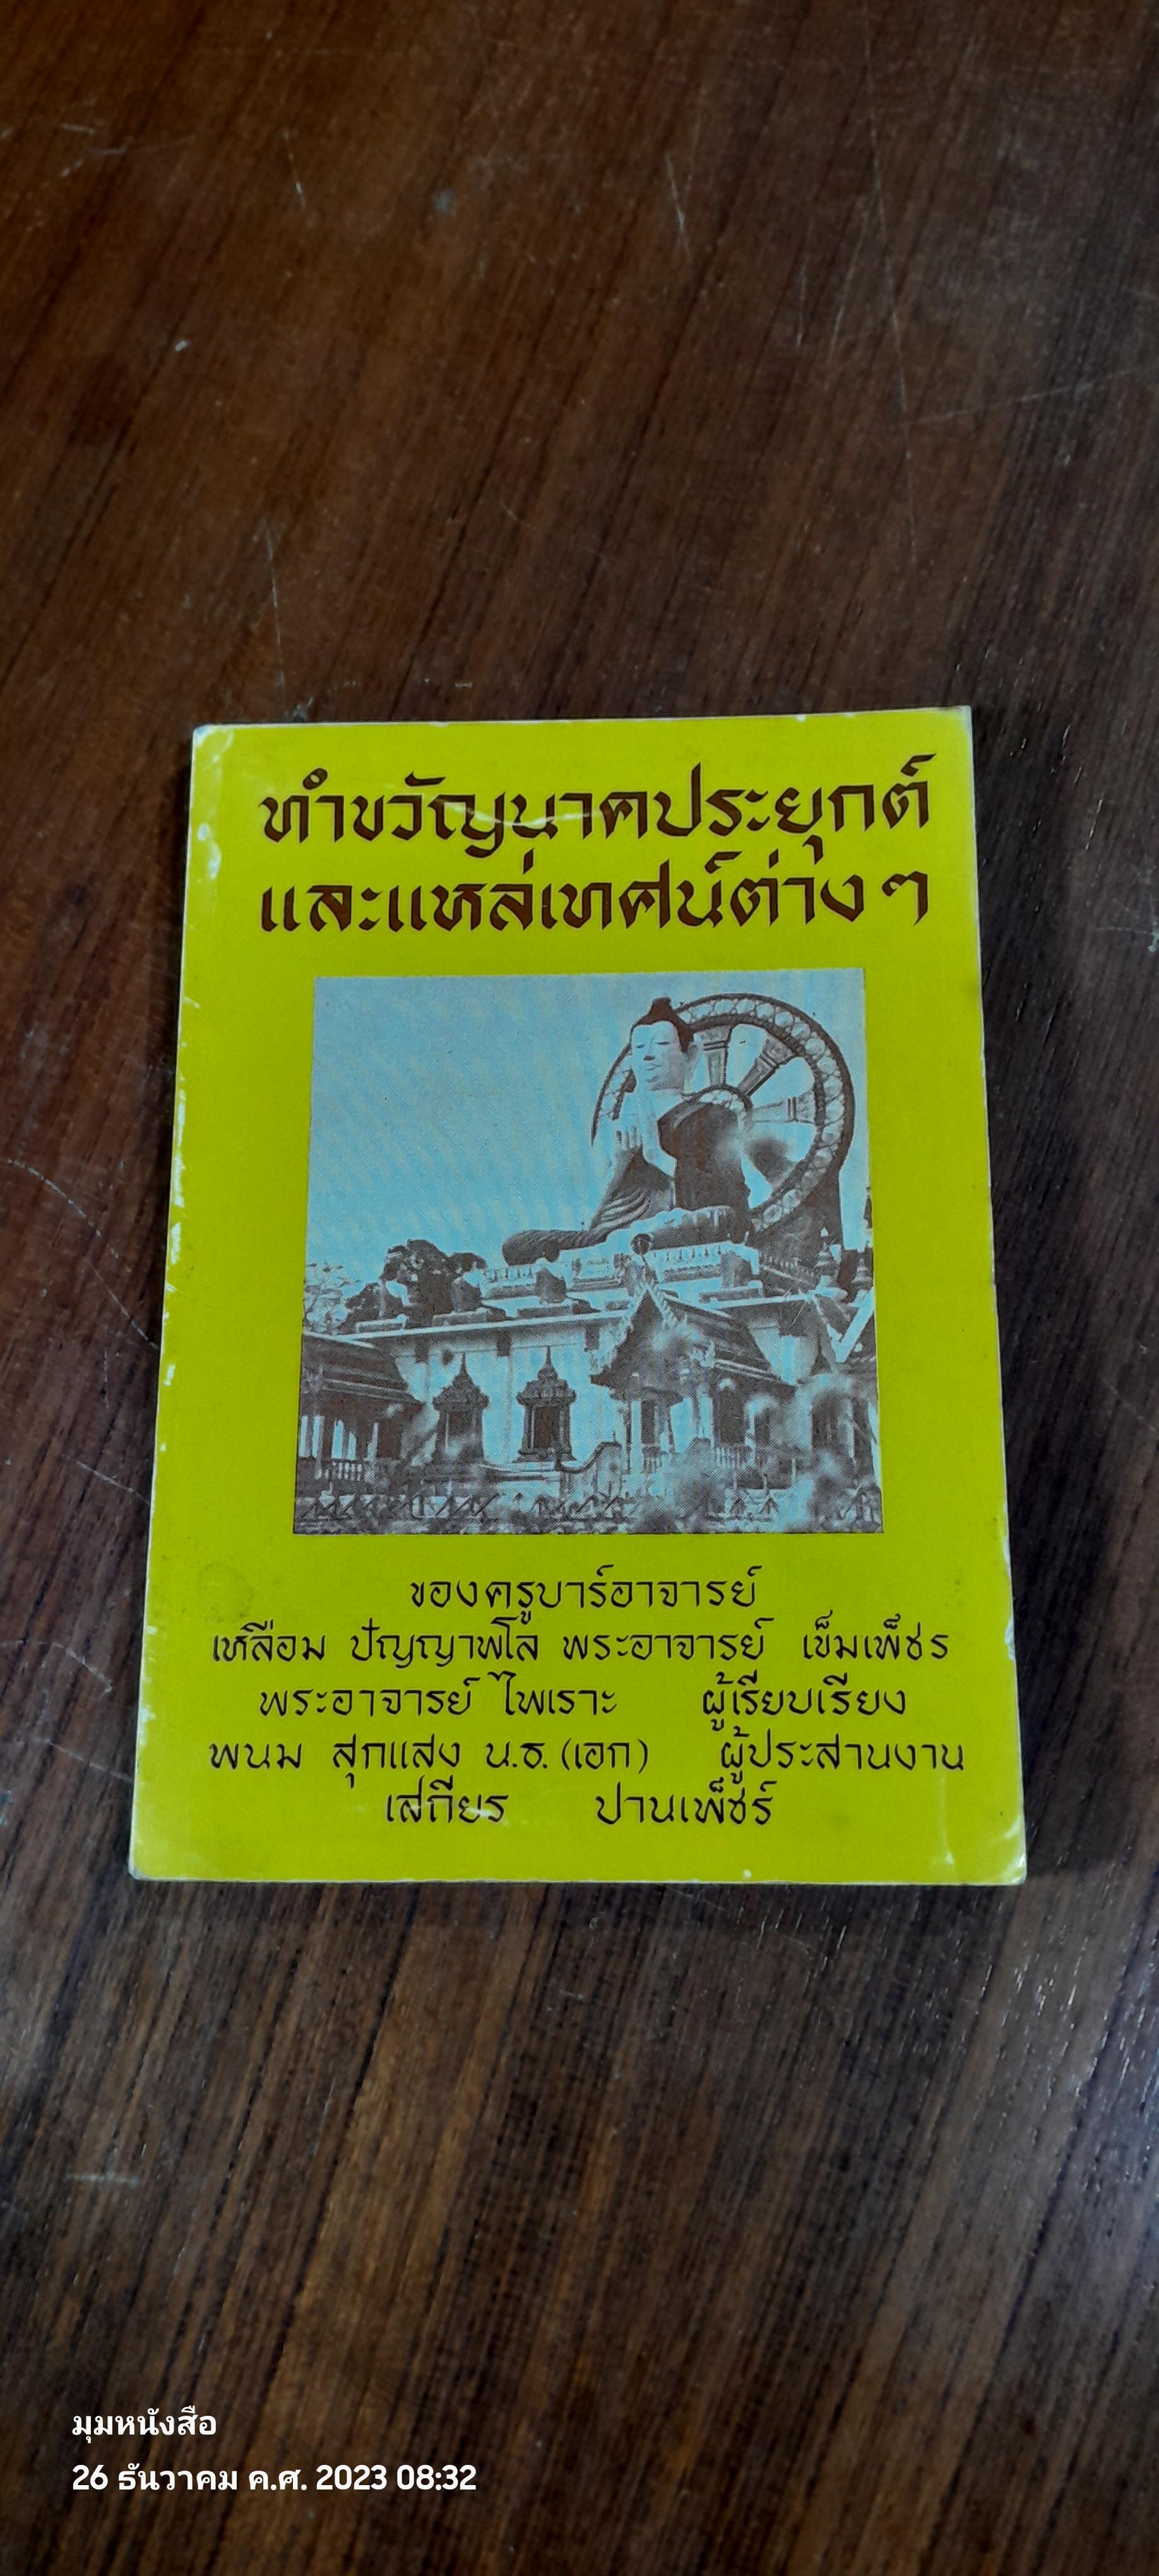 ทำขวัญนาคประยุกต์
และแหล่เทศน์ต่างๆ
ของครูบาร์อาจารย์
เหลือม ปัญญาพโล พระอาจารย์ เข็มเพ็ชร
พระอาจารย์ ไพเราะ ผู้เรียบเรียง
พนม สุกแสง น.ธ. (เอก) ผู้ประสานงาน
เสถียร ปานเพ็ชร์
มุมหนังสือ
26 ธันวาคม ค.ศ. 2023 08:32